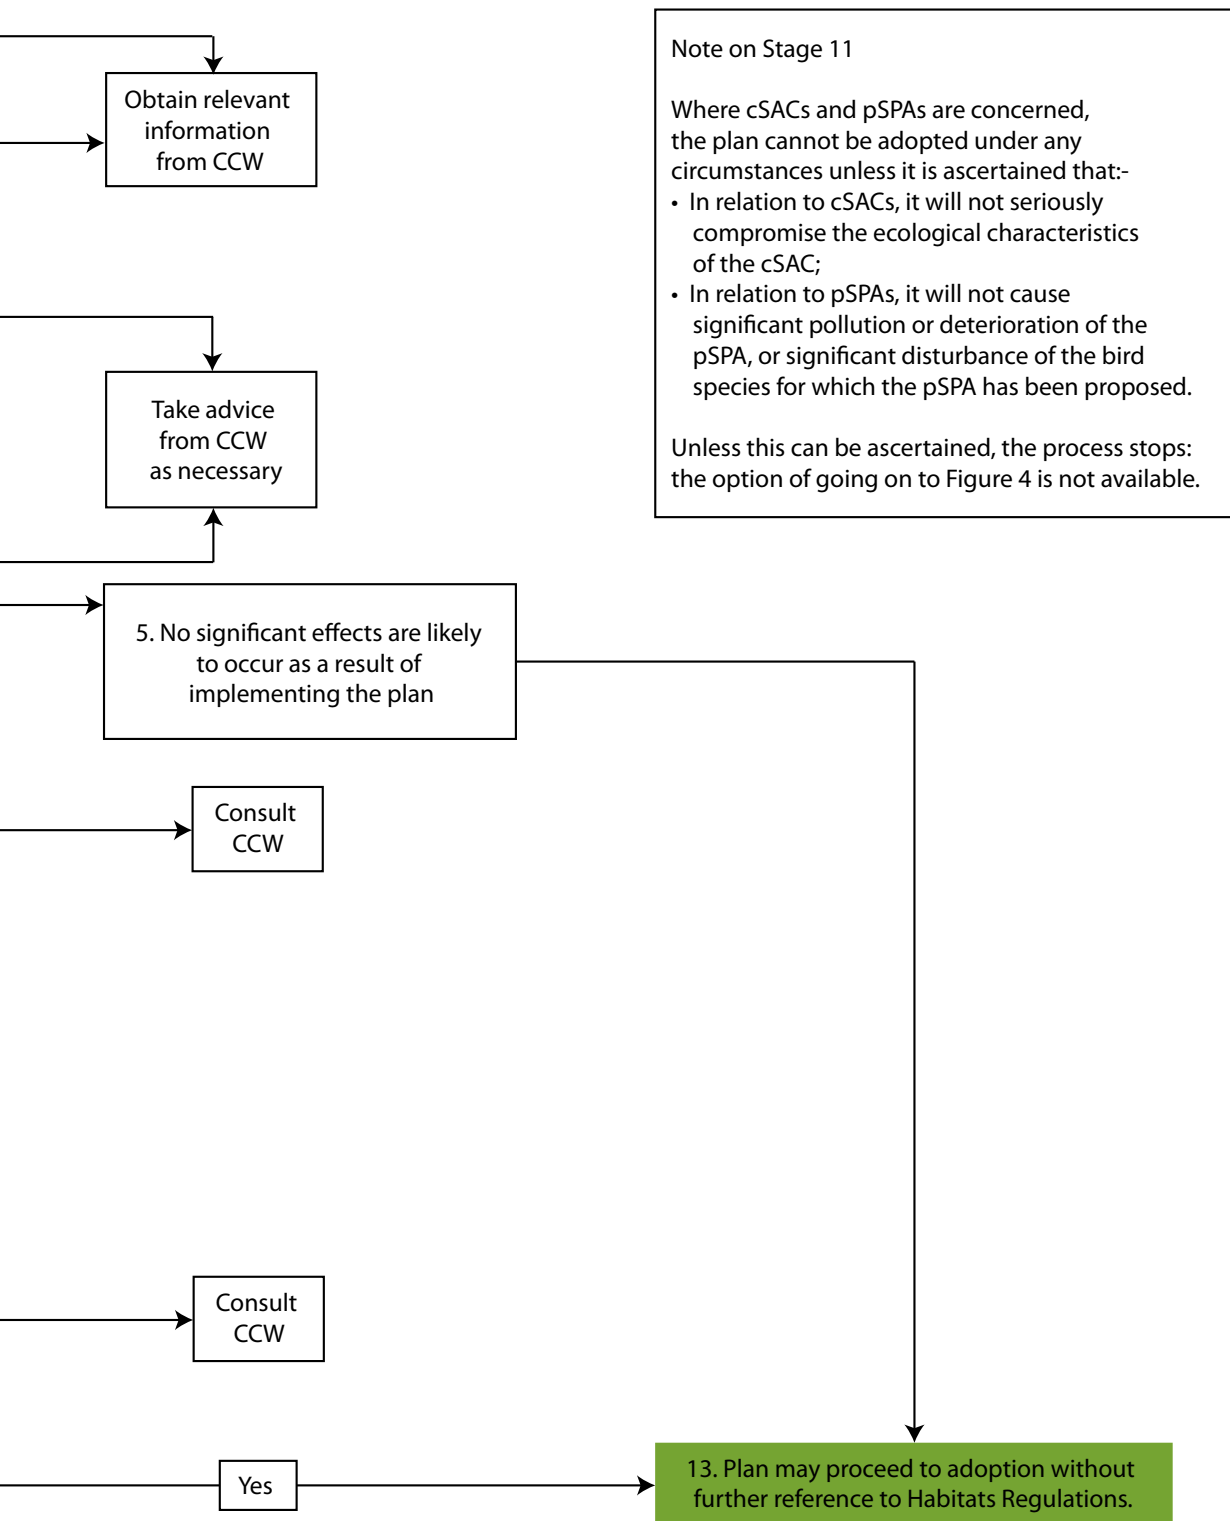 Obtain relevant
information
from CCW
Note on Stage 11
Where cSACs and pSPAs are concerned,
the plan cannot be adopted under any
circumstances unless it is ascertained that:-
• In relation to cSACs, it will not seriously
compromise the ecological characteristics
of the cSAC;
• In relation to pSPAs, it will not cause
significant pollution or deterioration of the
pSPA, or significant disturbance of the bird
species for which the pSPA has been proposed.
Unless this can be ascertained, the process stops:
the option of going on to Figure 4 is not available.
Take advice
from CCW
as necessary
5. No significant effects are likely
to occur as a result of
implementing the plan
Consult
CCW
Consult
CCW
Yes
13. Plan may proceed to adoption without
further reference to Habitats Regulations.